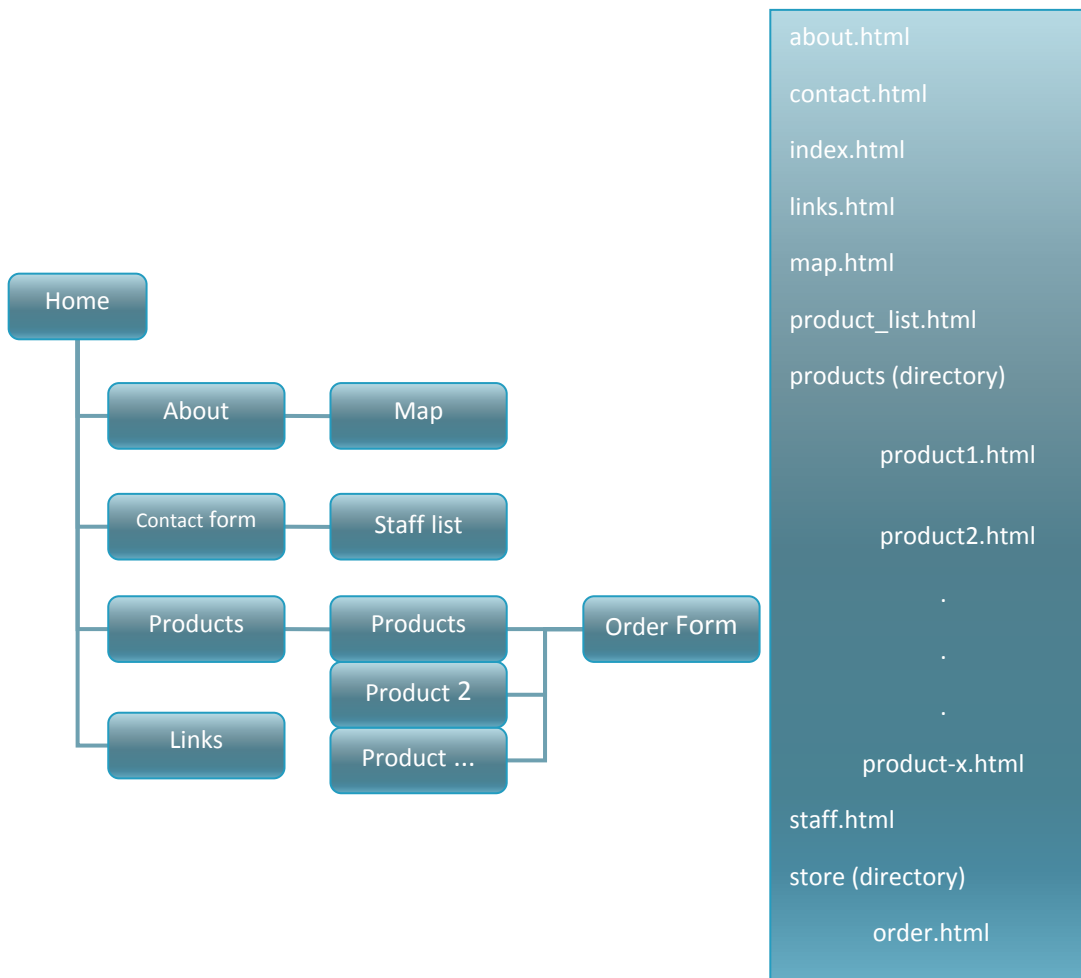 Home
About
Map
Contact form
Staff list
Products
Products
Order Form
Product 2
Product ...
Links
about.html
contact.html
index.html
links.html
map.html
product_list.html
products (directory)
product1.html
product2.html
.
.
.
product-x.html
staff.html
store (directory)
order.html